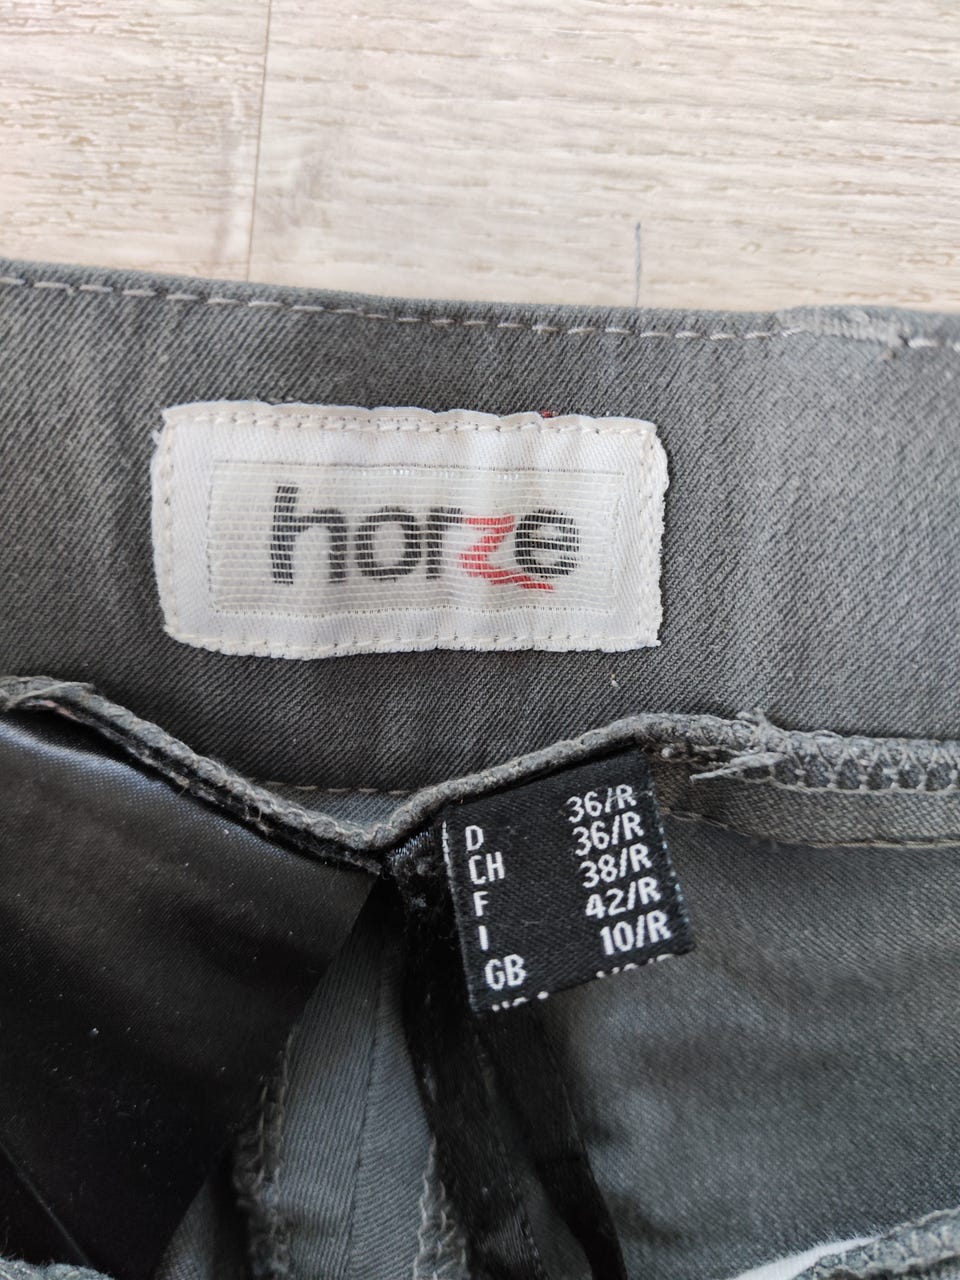 horze
D 36/R
CH 36/R
F 38/R
I 42/R
GB 10/R